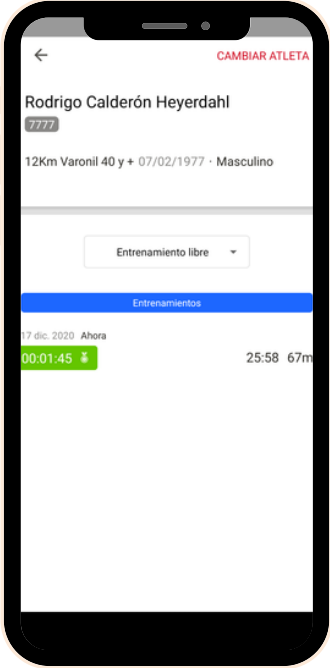 CAMBIAR ATLETA
Rodrigo Calderón Heyerdahl
7777
12Km Varonil 40 y + 07/02/1977 · Masculino
Entrenamiento libre
Entrenamientos
17 dic. 2020 Ahora
00:01:45 25:58 67m